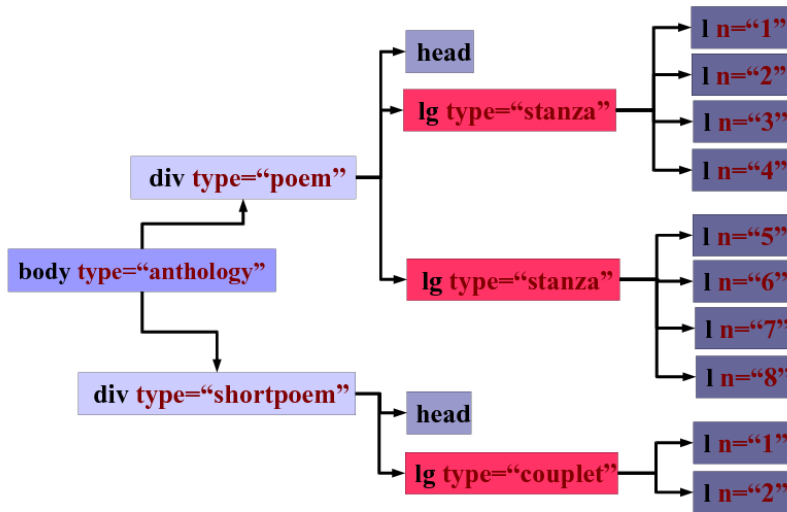 l n=“1”
head
l n=“2”
lg type=“stanza”
l n=“3”
l n=“4”
div type=“poem”
l n=“5”
body type=“anthology”
lg type=“stanza”
l n=“6”
l n=“7”
l n=“8”
div type=“shortpoem”
head
l n=“1”
lg type=“couplet”
l n=“2”